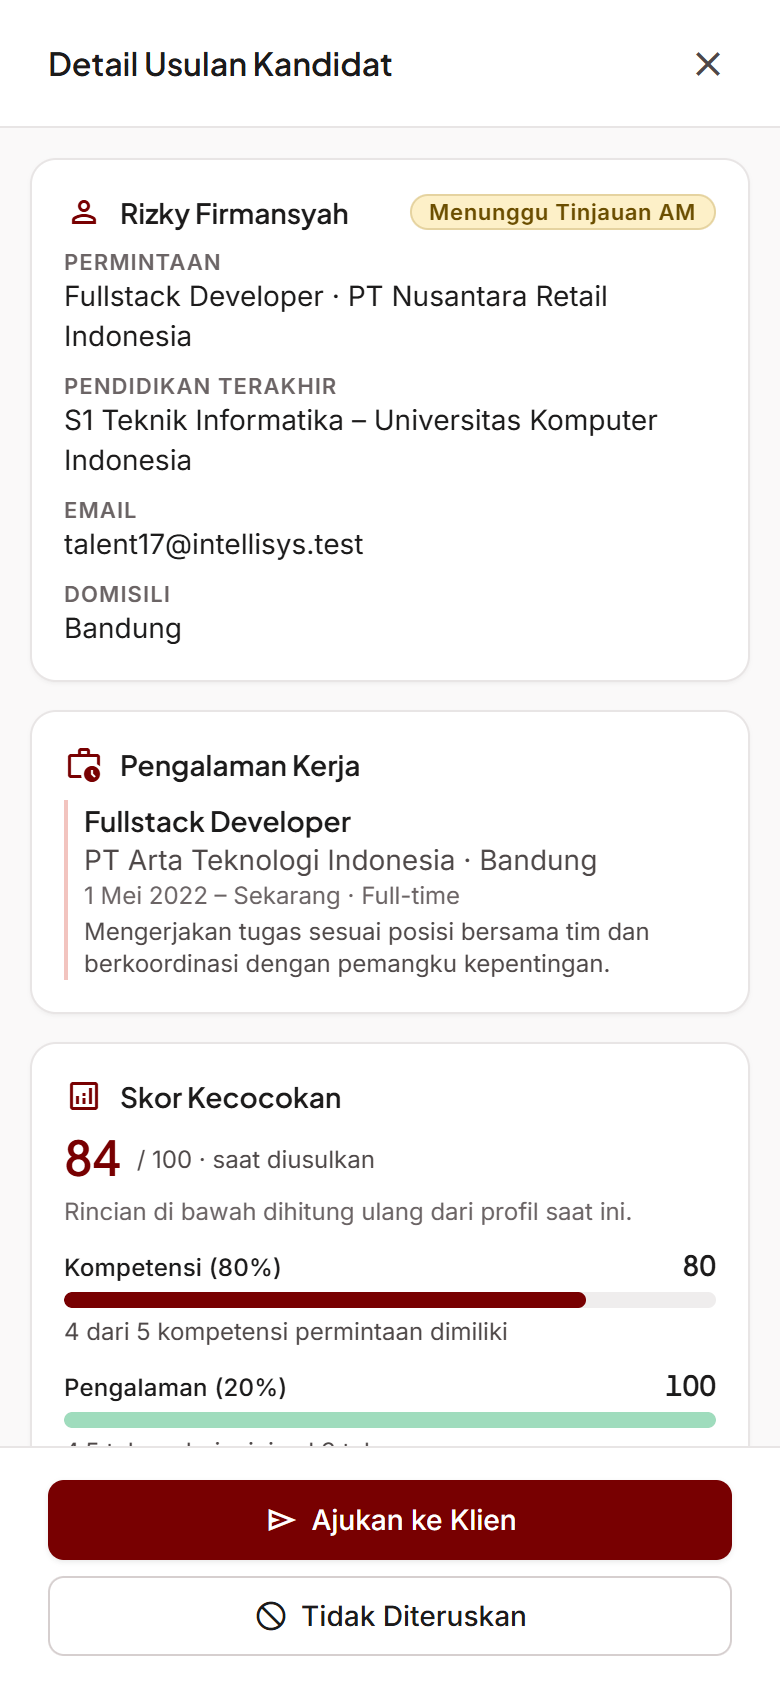 Detail Usulan Kandidat
Rizky Firmansyah
Menunggu Tinjauan AM
PERMINTAAN
Fullstack Developer · PT Nusantara Retail
Indonesia
PENDIDIKAN TERAKHIR
S1 Teknik Informatika – Universitas Komputer
Indonesia
EMAIL
talent17@intellisys.test
DOMISILI
Bandung
Pengalaman Kerja
Fullstack Developer
PT Arta Teknologi Indonesia · Bandung
1 Mei 2022 – Sekarang · Full-time
Mengerjakan tugas sesuai posisi bersama tim dan
berkoordinasi dengan pemangku kepentingan.
Skor Kecocokan
84 / 100 · saat diusulkan
Rincian di bawah dihitung ulang dari profil saat ini.
Kompetensi (80%) 80
4 dari 5 kompetensi permintaan dimiliki
Pengalaman (20%) 100
Ajukan ke Klien
Tidak Diteruskan